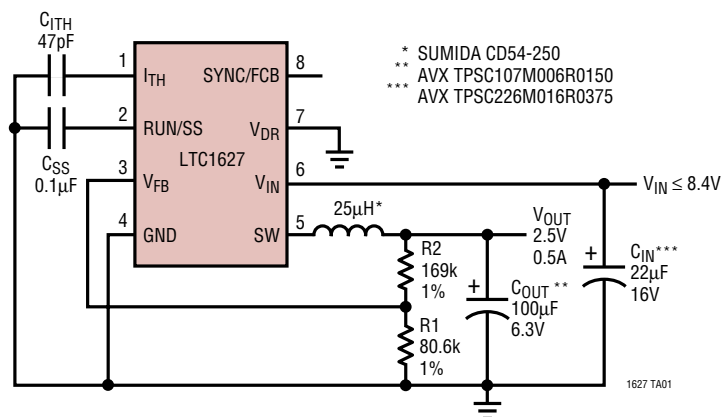 C_ITH
47pF
1
I_TH
SYNC/FCB
8
2
RUN/SS
V_DR
7
C_SS
0.1µF
LTC1627
3
V_FB
V_IN
6
4
GND
SW
5
* SUMIDA CD54-250
** AVX TPSC107M006R0150
*** AVX TPSC226M016R0375
V_IN ≤ 8.4V
25µH*
V_OUT
2.5V
0.5A
R2
169k
1%
+
C_OUT**
100µF
6.3V
+
C_IN***
22µF
16V
R1
80.6k
1%
1627 TA01